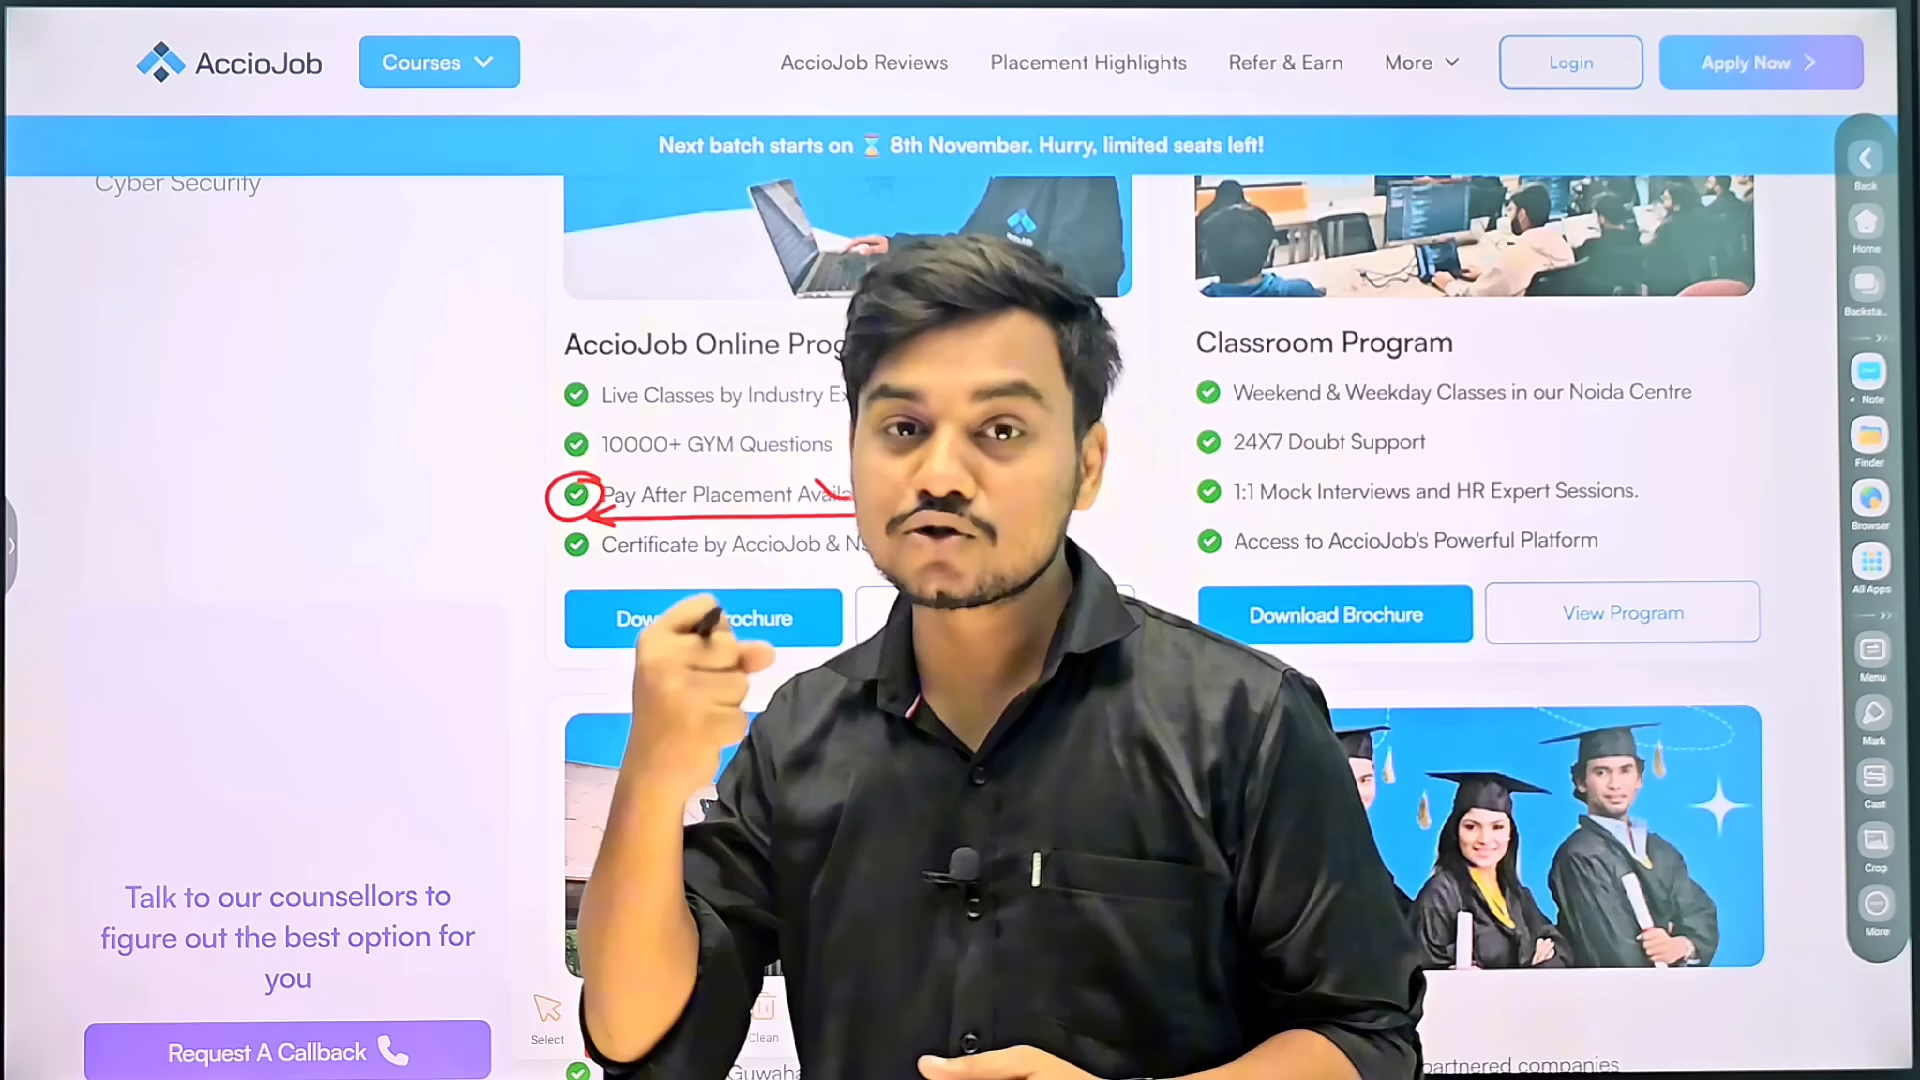 AccioJob
Courses
AccioJob Reviews
Placement Highlights
Refer & Earn
More
Login
Apply Now
Next batch starts on ⌛ 8th November. Hurry, limited seats left!
Cyber Security
AccioJob Online
Live Classes by Industry
10000+ GYM Questions
Pay After Placement
Certificate by AccioJob &
Download Brochure
Classroom Program
Weekend & Weekday Classes in our Noida Centre
24X7 Doubt Support
1:1 Mock Interviews and HR Expert Sessions.
Access to AccioJob's Powerful Platform
Download Brochure
View Program
Talk to our counsellors to
figure out the best option for
you
Request A Callback
Select
Clean
partnered companies
Back
Home
Backsta...
Note
Finder
Browser
All Apps
Menu
Mark
Cast
Crop
More